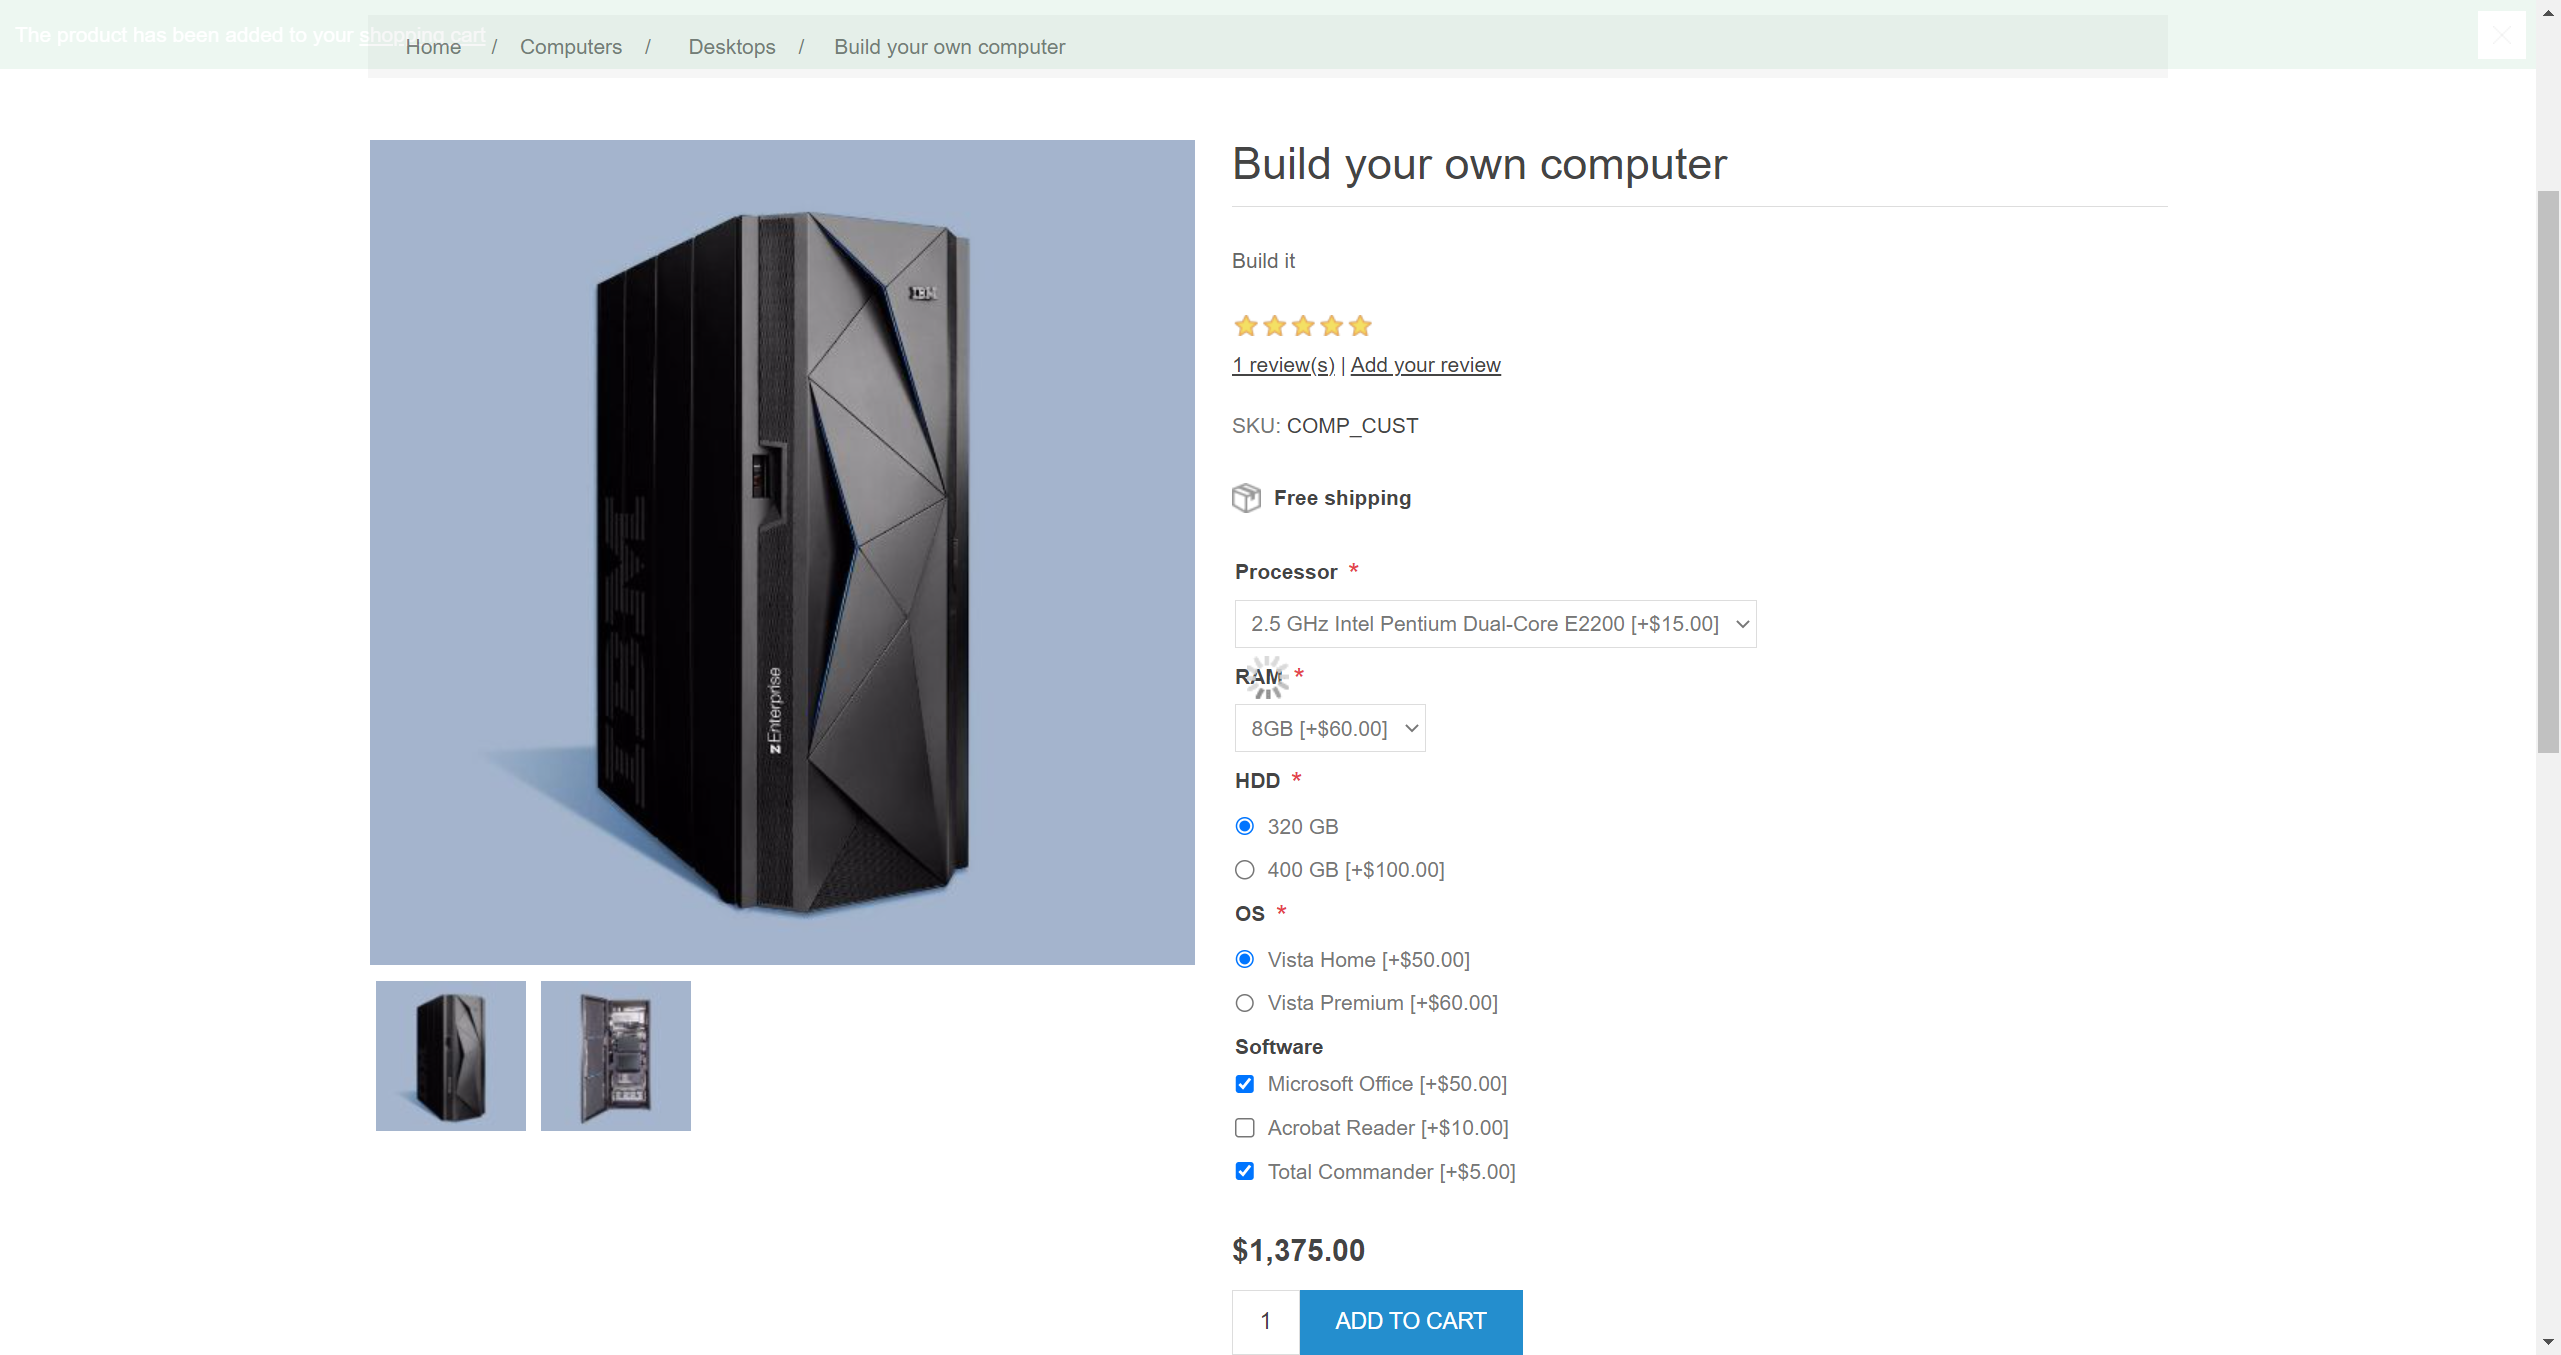 The product has been added to your shopping cart
Home / Computers / Desktops / Build your own computer
IBM
IBM
zEnterprise
Build your own computer
Build it
1 review(s) | Add your review
SKU: COMP_CUST
Free shipping
Processor *
2.5 GHz Intel Pentium Dual-Core E2200 [+$15.00]
RAM *
8GB [+$60.00]
HDD *
320 GB
400 GB [+$100.00]
OS *
Vista Home [+$50.00]
Vista Premium [+$60.00]
Software
Microsoft Office [+$50.00]
Acrobat Reader [+$10.00]
Total Commander [+$5.00]
$1,375.00
1 ADD TO CART